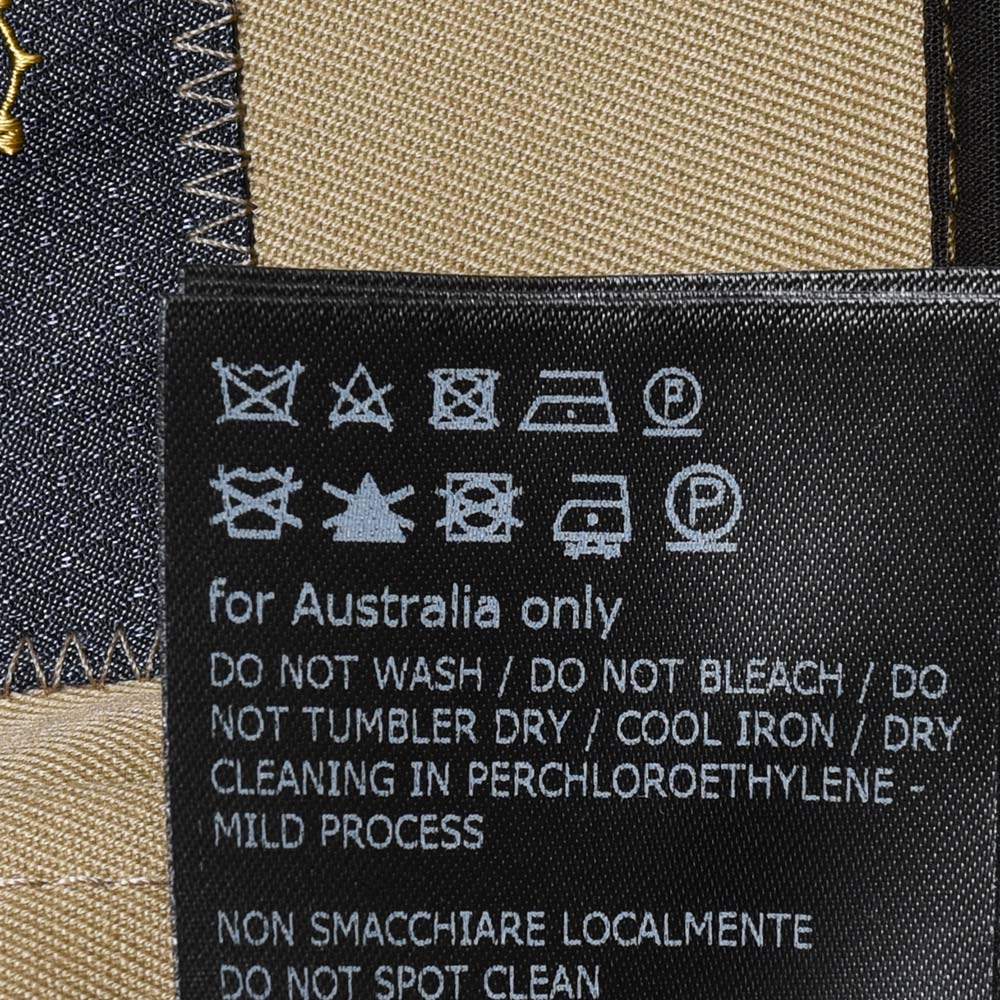 P
P
for Australia only
DO NOT WASH / DO NOT BLEACH / DO
NOT TUMBLER DRY / COOL IRON / DRY
CLEANING IN PERCHLOROETHYLENE -
MILD PROCESS
NON SMACCHIARE LOCALMENTE
DO NOT SPOT CLEAN